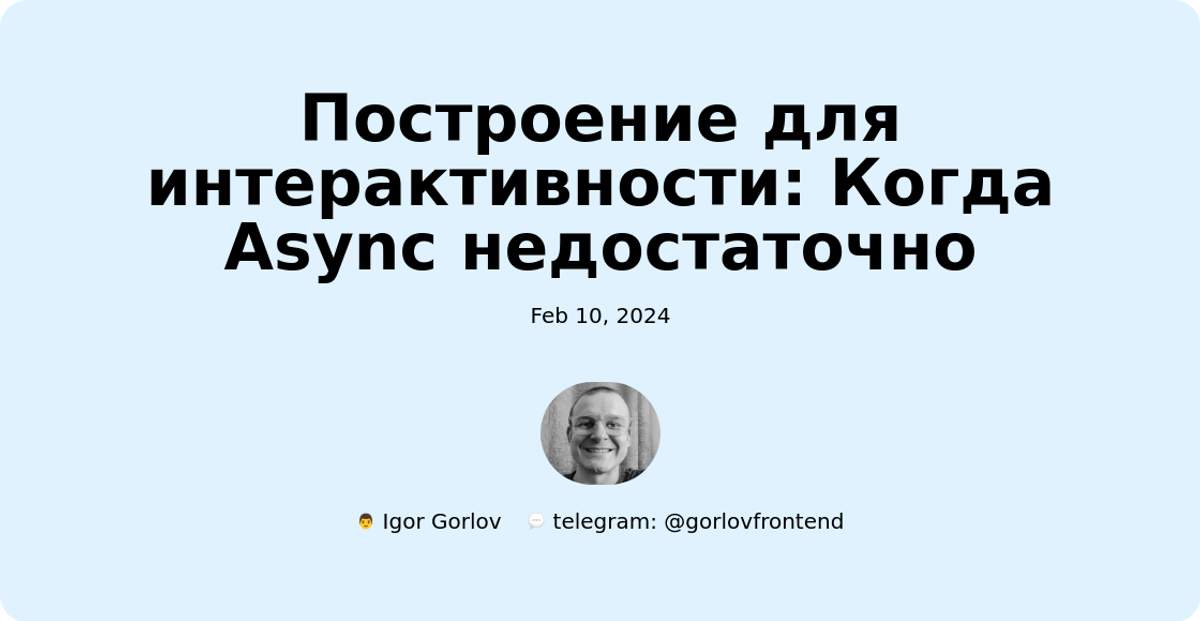 Построение для
интерактивности: Когда
Async недостаточно
Feb 10, 2024
Igor Gorlov telegram: @gorlovfrontend